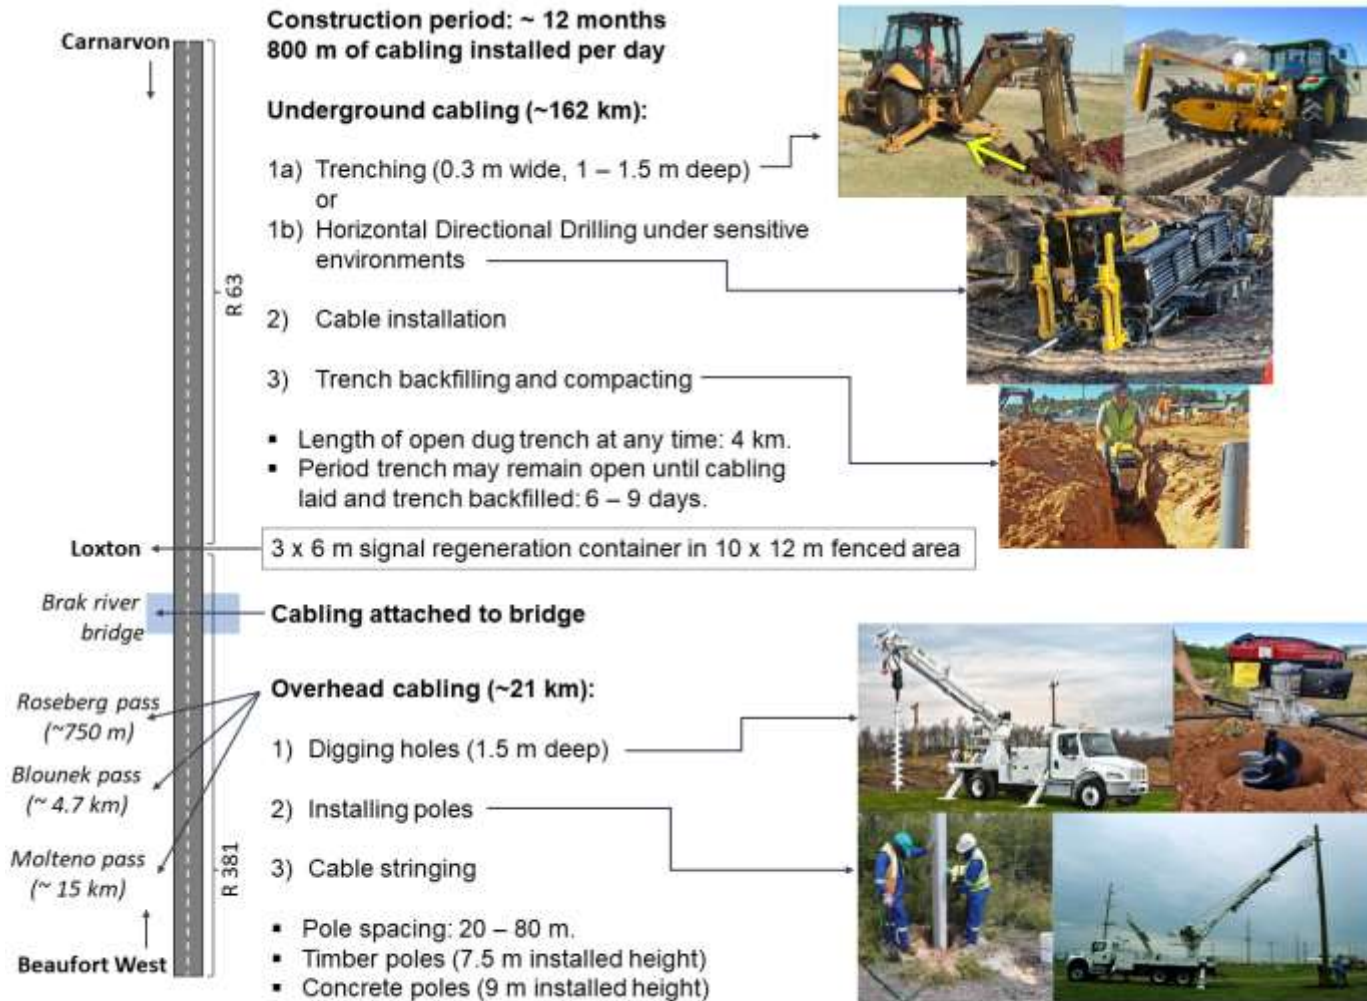 Construction period: ~ 12 months
800 m of cabling installed per day
Carnarvon
Underground cabling (~162 km):
1a) Trenching (0.3 m wide, 1 – 1.5 m deep)
or
1b) Horizontal Directional Drilling under sensitive
environments
R 63
2) Cable installation
3) Trench backfilling and compacting
▪ Length of open dug trench at any time: 4 km.
▪ Period trench may remain open until cabling
laid and trench backfilled: 6 – 9 days.
Loxton
3 x 6 m signal regeneration container in 10 x 12 m fenced area
Brak river
bridge
Cabling attached to bridge
Overhead cabling (~21 km):
Roseberg pass
(~750 m)
Blounek pass
(~ 4.7 km)
Molteno pass
(~ 15 km)
R 381
1) Digging holes (1.5 m deep)
2) Installing poles
3) Cable stringing
▪ Pole spacing: 20 – 80 m.
▪ Timber poles (7.5 m installed height)
▪ Concrete poles (9 m installed height)
Beaufort West